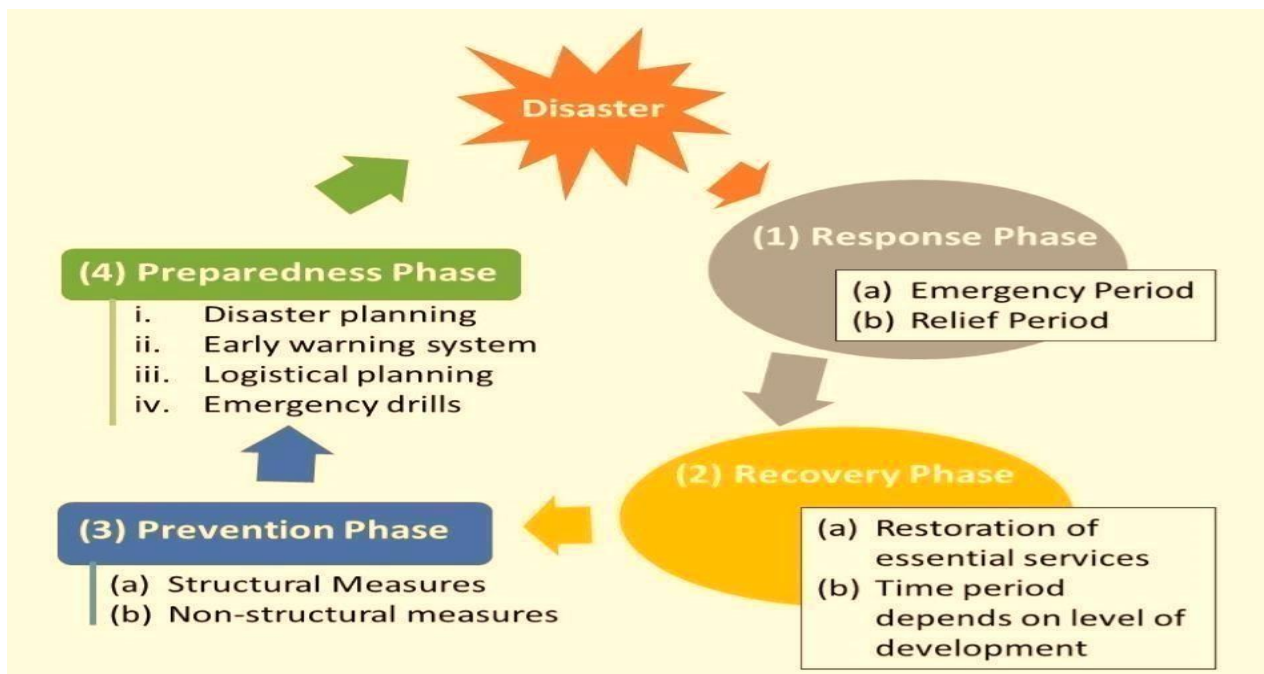 Disaster
(1) Response Phase
(a) Emergency Period
(b) Relief Period
(2) Recovery Phase
(a) Restoration of
essential services
(b) Time period
depends on level of
development
(3) Prevention Phase
(a) Structural Measures
(b) Non-structural measures
(4) Preparedness Phase
i. Disaster planning
ii. Early warning system
iii. Logistical planning
iv. Emergency drills